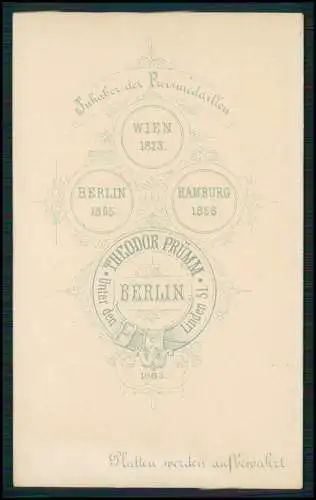 Inhaber der Preismedaillen
WIEN
1873.
BERLIN
1865.
HAMBURG
1868
THEODOR PRÜMM
Unter den Linden 51
BERLIN.
Platten werden aufbewahrt